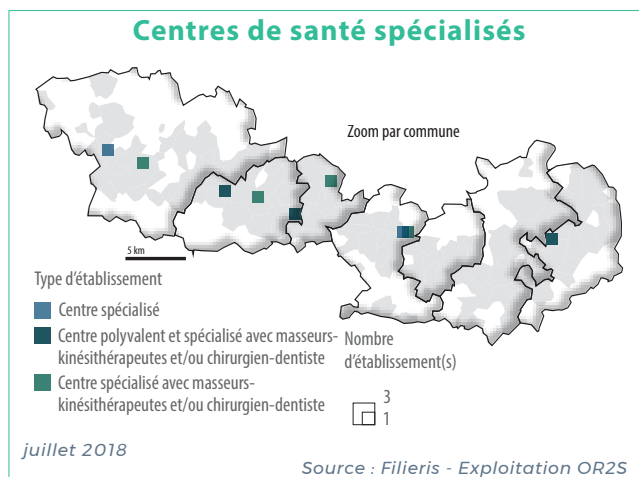 Centres de santé spécialisés
Zoom par commune
5 km
Type d'établissement
Centre spécialisé
Centre polyvalent et spécialisé avec masseurs-
kinésithérapeutes et/ou chirurgien-dentiste
Centre spécialisé avec masseurs-
kinésithérapeutes et/ou chirurgien-dentiste
Nombre
d'établissement(s)
3
1
juillet 2018
Source : Filieris - Exploitation OR2S